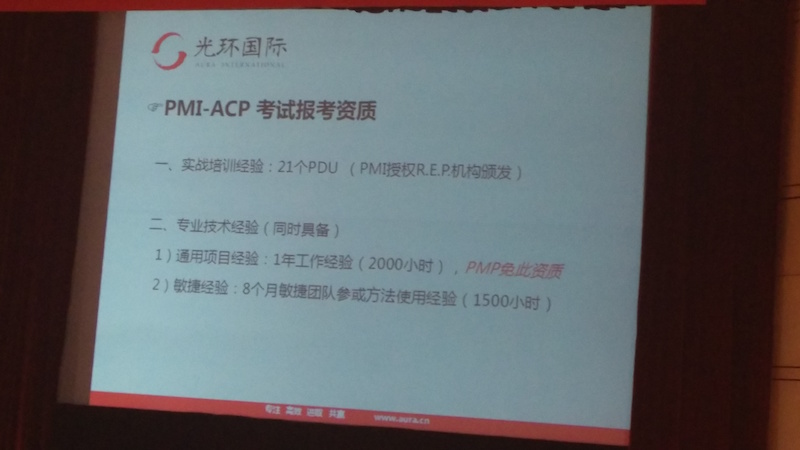 光环国际
AURA INTERNATIONAL
☞PMI-ACP 考试报考资质
一、实战培训经验：21个PDU （PMI授权R.E.P.机构颁发）
二、专业技术经验（同时具备）
1）通用项目经验：1年工作经验（2000小时），PMP免此资质
2）敏捷经验：8个月敏捷团队参或方法使用经验（1500小时）
专注 高效 进取 共赢 www.aura.cn